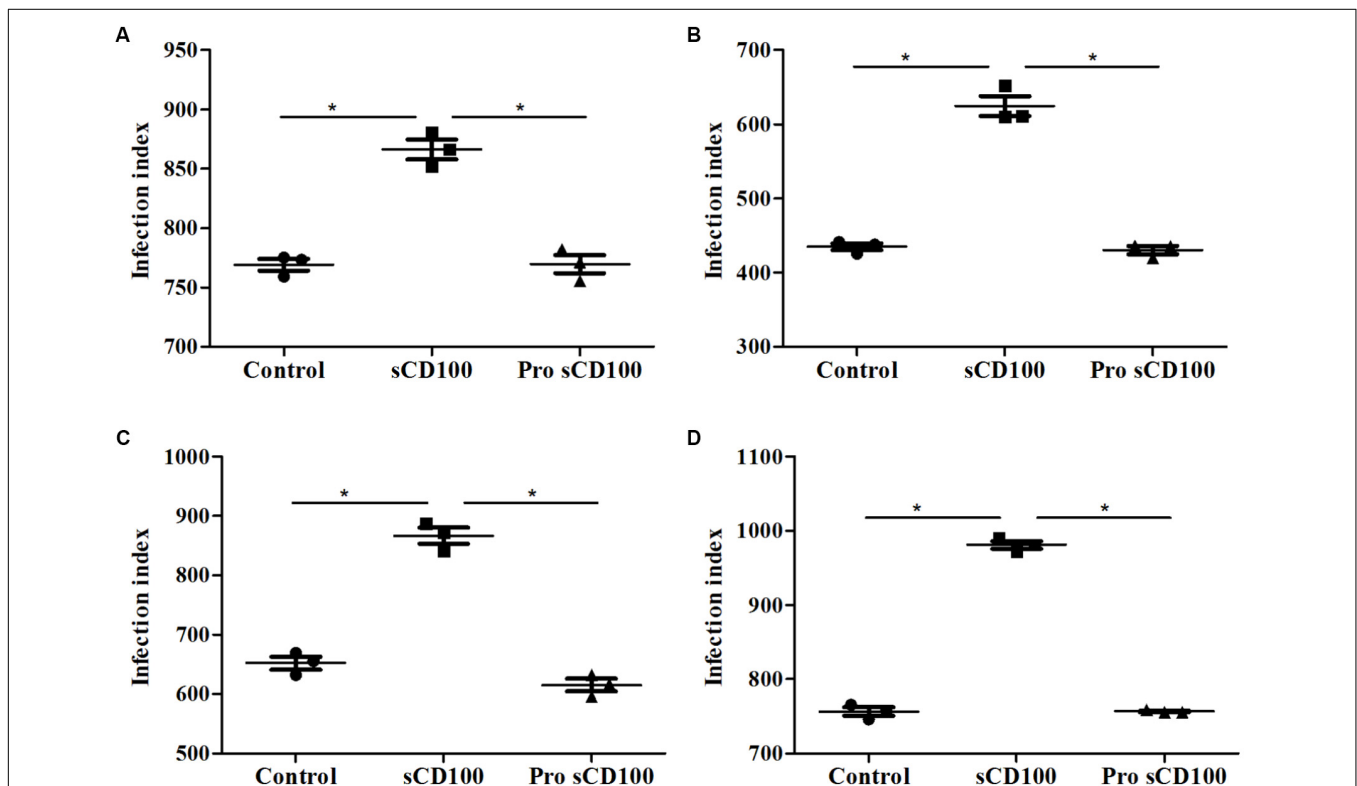 A
Infection index
950
900
850
800
750
700
* *
Control sCD100 Pro sCD100
B
Infection index
700
600
500
400
300
* *
Control sCD100 Pro sCD100
C
Infection index
1000
900
800
700
600
500
* *
Control sCD100 Pro sCD100
D
Infection index
1100
1000
900
800
700
* *
Control sCD100 Pro sCD100